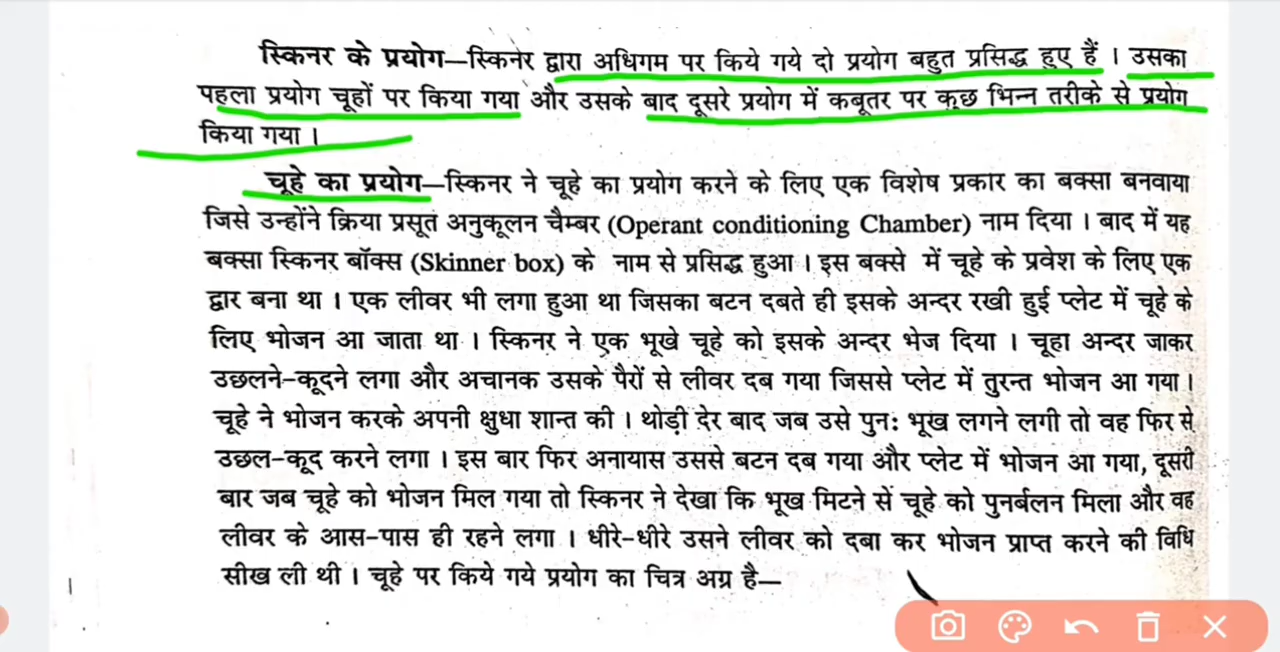 स्किनर के प्रयोग—स्किनर द्वारा अधिगम पर किये गये दो प्रयोग बहुत प्रसिद्ध हुए हैं । उसका
पहला प्रयोग चूहों पर किया गया और उसके बाद दूसरे प्रयोग में कबूतर पर कुछ भिन्न तरीके से प्रयोग
किया गया ।
चूहे का प्रयोग—स्किनर ने चूहे का प्रयोग करने के लिए एक विशेष प्रकार का बक्सा बनवाया
जिसे उन्होंने क्रिया प्रसूत अनुकूलन चैम्बर (Operant conditioning Chamber) नाम दिया । बाद में यह
बक्सा स्किनर बॉक्स (Skinner box) के नाम से प्रसिद्ध हुआ । इस बक्से में चूहे के प्रवेश के लिए एक
द्वार बना था । एक लीवर भी लगा हुआ था जिसका बटन दबते ही इसके अन्दर रखी हुई प्लेट में चूहे के
लिए भोजन आ जाता था । स्किनर ने एक भूखे चूहे को इसके अन्दर भेज दिया । चूहा अन्दर जाकर
उछलने-कूदने लगा और अचानक उसके पैरों से लीवर दब गया जिससे प्लेट में तुरन्त भोजन आ गया।
चूहे ने भोजन करके अपनी क्षुधा शान्त की । थोड़ी देर बाद जब उसे पुनः भूख लगने लगी तो वह फिर से
उछल-कूद करने लगा । इस बार फिर अनायास उससे बटन दब गया और प्लेट में भोजन आ गया, दूसरी
बार जब चूहे को भोजन मिल गया तो स्किनर ने देखा कि भूख मिटने सें चूहे को पुनर्बलन मिला और वह
लीवर के आस-पास ही रहने लगा । धीरे-धीरे उसने लीवर को दबा कर भोजन प्राप्त करने की विधि
सीख ली थी । चूहे पर किये गये प्रयोग का चित्र अग्र है—